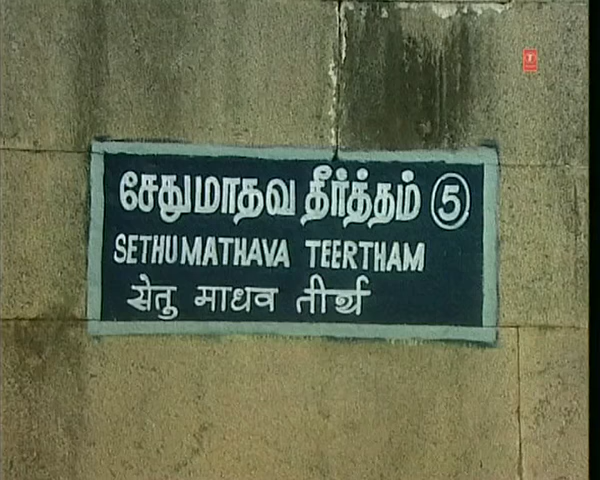 சேதுமாதவ தீர்த்தம் 5
SETHUMATHAVA TEERTHAM
सेतु माधव तीर्थ